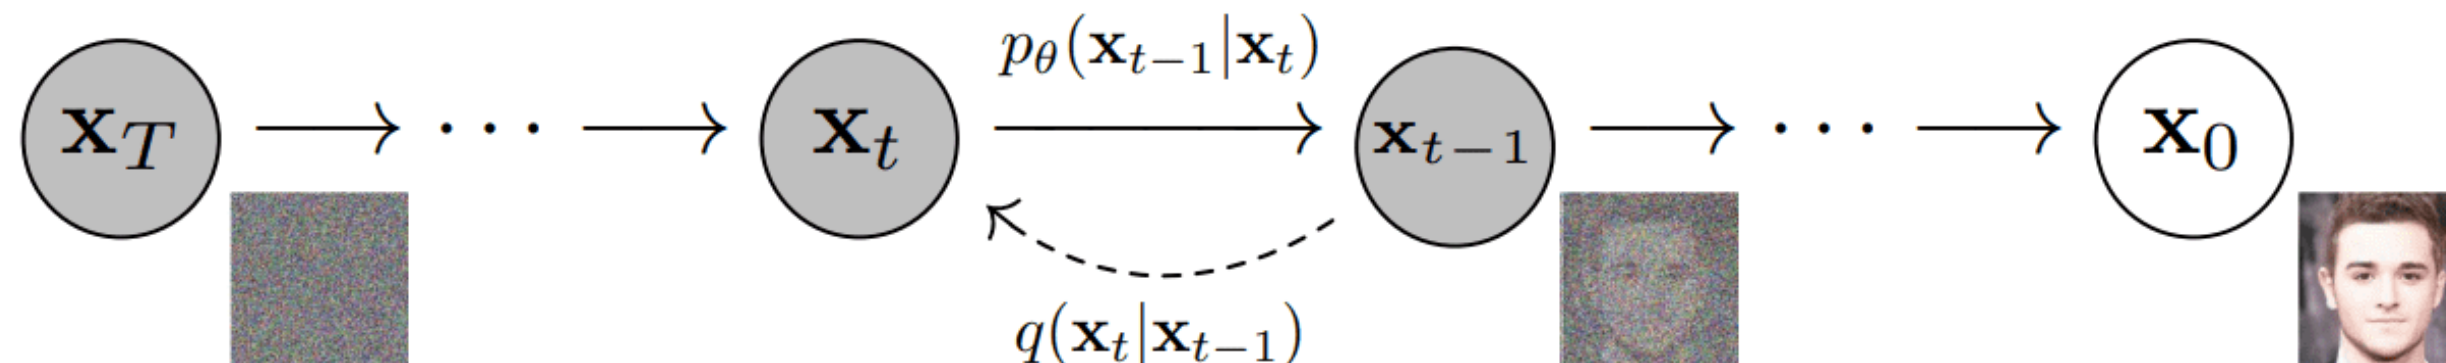 p_θ(x_{t−1}|x_t)
x_T → ··· → x_t → x_{t−1} → ··· → x_0
q(x_t|x_{t−1})